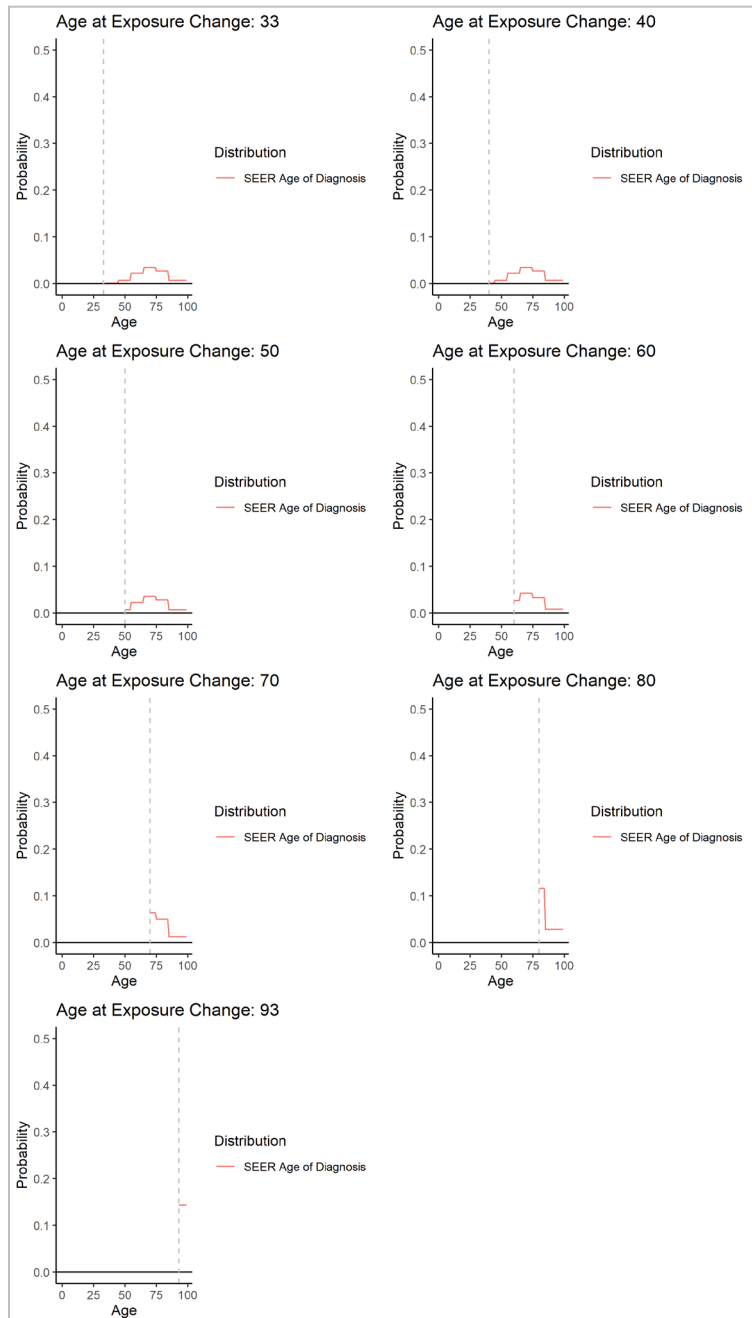 Age at Exposure Change: 33
0.5
0.4
0.3
0.2
0.1
0.0
Probability
0 25 50 75 100
Age
Distribution
SEER Age of Diagnosis
Age at Exposure Change: 40
0.5
0.4
0.3
0.2
0.1
0.0
Probability
0 25 50 75 100
Age
Distribution
SEER Age of Diagnosis
Age at Exposure Change: 50
0.5
0.4
0.3
0.2
0.1
0.0
Probability
0 25 50 75 100
Age
Distribution
SEER Age of Diagnosis
Age at Exposure Change: 60
0.5
0.4
0.3
0.2
0.1
0.0
Probability
0 25 50 75 100
Age
Distribution
SEER Age of Diagnosis
Age at Exposure Change: 70
0.5
0.4
0.3
0.2
0.1
0.0
Probability
0 25 50 75 100
Age
Distribution
SEER Age of Diagnosis
Age at Exposure Change: 80
0.5
0.4
0.3
0.2
0.1
0.0
Probability
0 25 50 75 100
Age
Distribution
SEER Age of Diagnosis
Age at Exposure Change: 93
0.5
0.4
0.3
0.2
0.1
0.0
Probability
0 25 50 75 100
Age
Distribution
SEER Age of Diagnosis